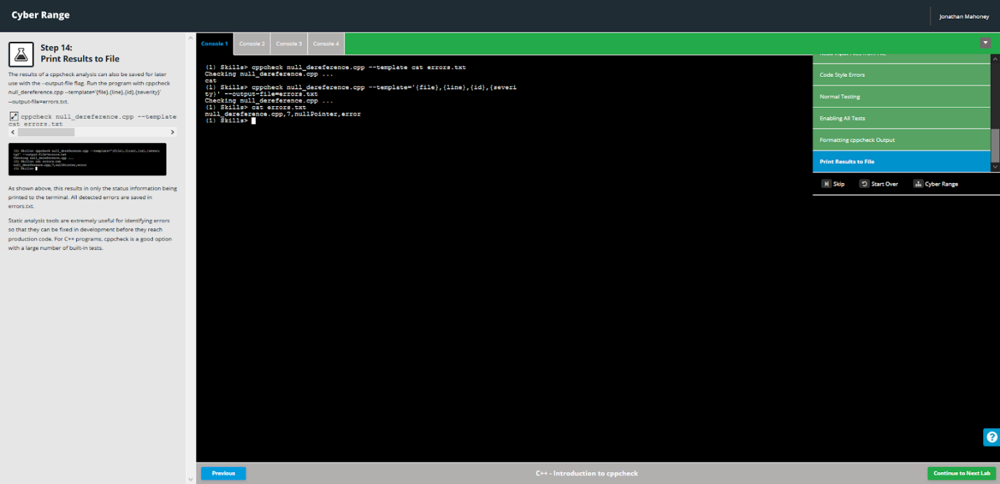 Cyber Range
Jonathan Mahoney
Step 14:
Print Results to File
The results of a cppcheck analysis can also be saved for later
use with the --output-file flag. Run the program with cppcheck
null_dereference.cpp --template='{file},{line},{id},{severity}'
--output-file=errors.txt.
cppcheck null_dereference.cpp --template
cat errors.txt
(1) Skills> cppcheck null_dereference.cpp --template='{file},{line},{id},{severi
ty}' --output-file=errors.txt
Checking null_dereference.cpp ...
(1) Skills> cat errors.txt
null_dereference.cpp,7,nullPointer,error
(1) Skills>
As shown above, this results in only the status information being
printed to the terminal. All detected errors are saved in
errors.txt.
Static analysis tools are extremely useful for identifying errors
so that they can be fixed in development before they reach
production code. For C++ programs, cppcheck is a good option
with a large number of built-in tests.
Console 1
Console 2
Console 3
Console 4
(1) Skills> cppcheck null_dereference.cpp --template cat errors.txt
Checking null_dereference.cpp ...
cat
(1) Skills> cppcheck null_dereference.cpp --template='{file},{line},{id},{severi
ty}' --output-file=errors.txt
Checking null_dereference.cpp ...
(1) Skills> cat errors.txt
null_dereference.cpp,7,nullPointer,error
(1) Skills>
Read Input Files from File
Code Style Errors
Normal Testing
Enabling All Tests
Formatting cppcheck Output
Print Results to File
Skip
Start Over
Cyber Range
?
Previous
C++ - Introduction to cppcheck
Continue to Next Lab